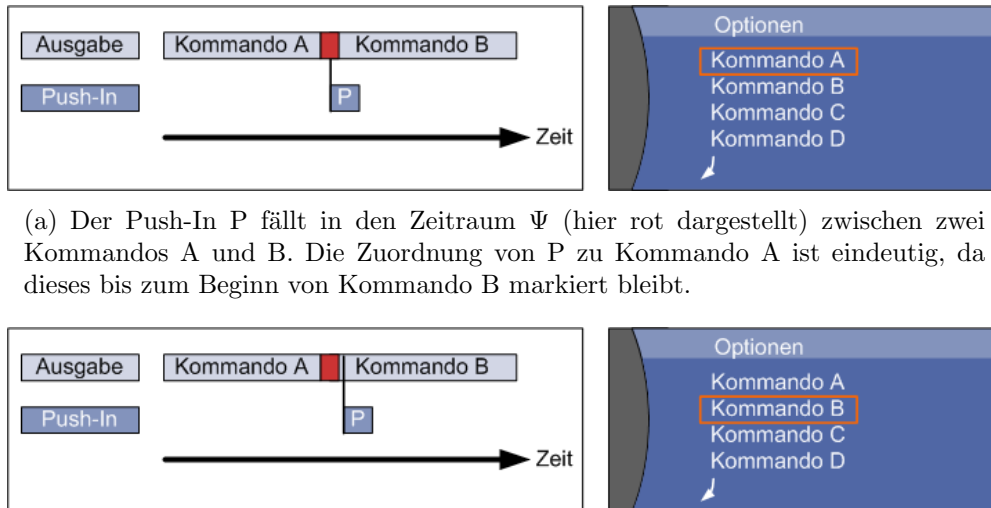 Ausgabe Kommando A Kommando B
Push-In P
Zeit
Optionen
Kommando A
Kommando B
Kommando C
Kommando D
(a) Der Push-In P fällt in den Zeitraum Ψ (hier rot dargestellt) zwischen zwei
Kommandos A und B. Die Zuordnung von P zu Kommando A ist eindeutig, da
dieses bis zum Beginn von Kommando B markiert bleibt.
Ausgabe Kommando A Kommando B
Push-In P
Zeit
Optionen
Kommando A
Kommando B
Kommando C
Kommando D